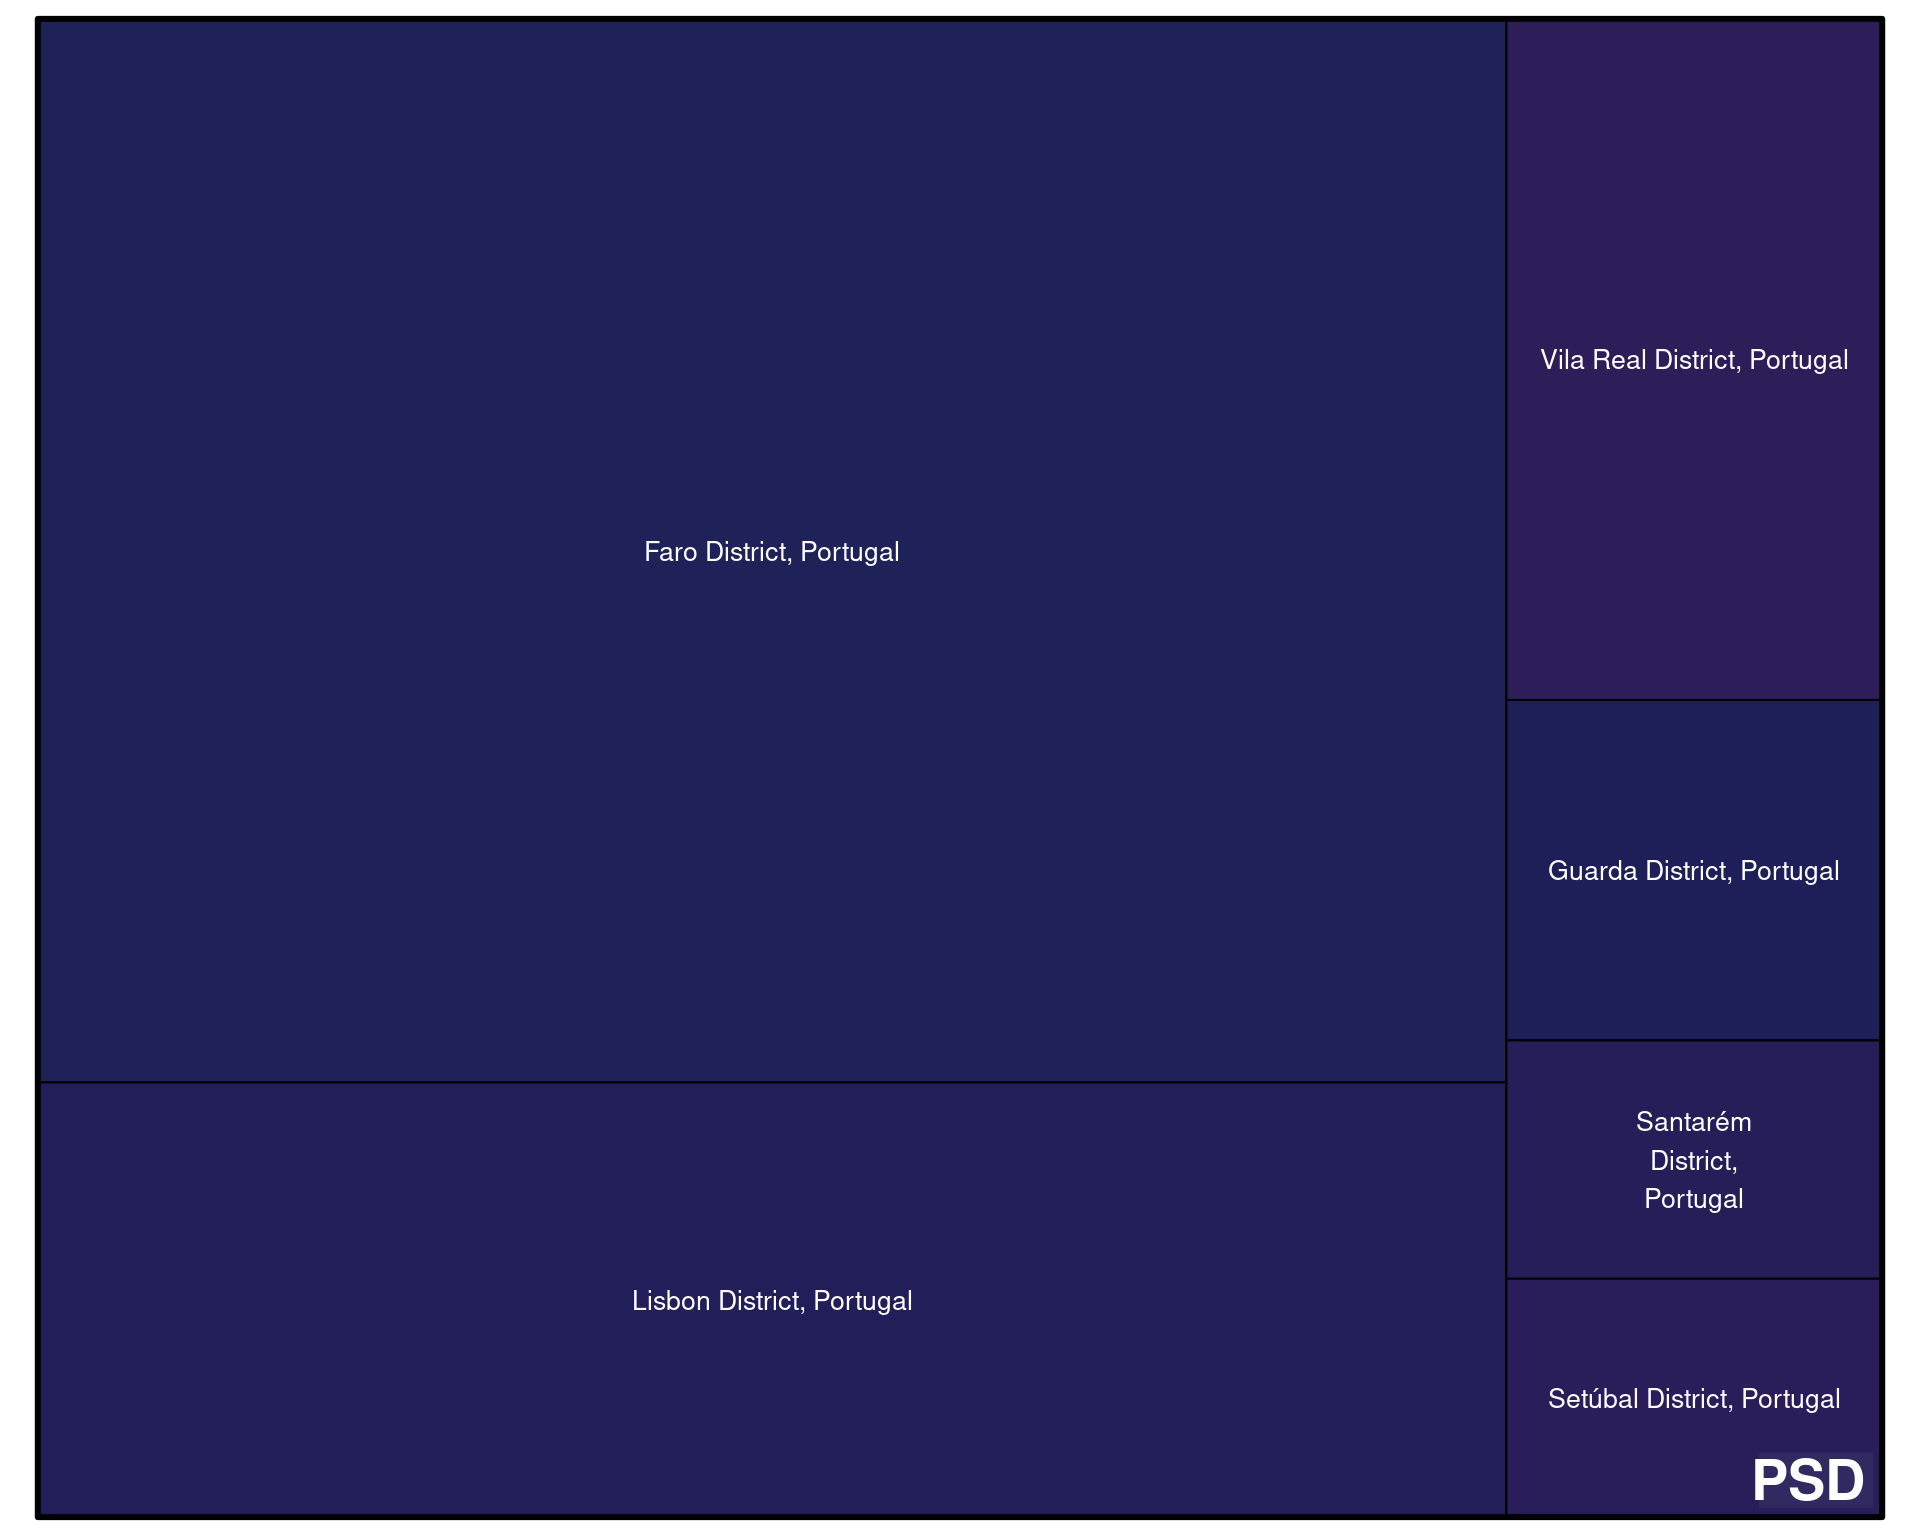 Faro District, Portugal
Lisbon District, Portugal
Vila Real District, Portugal
Guarda District, Portugal
Santarém
District,
Portugal
Setúbal District, Portugal
PSD